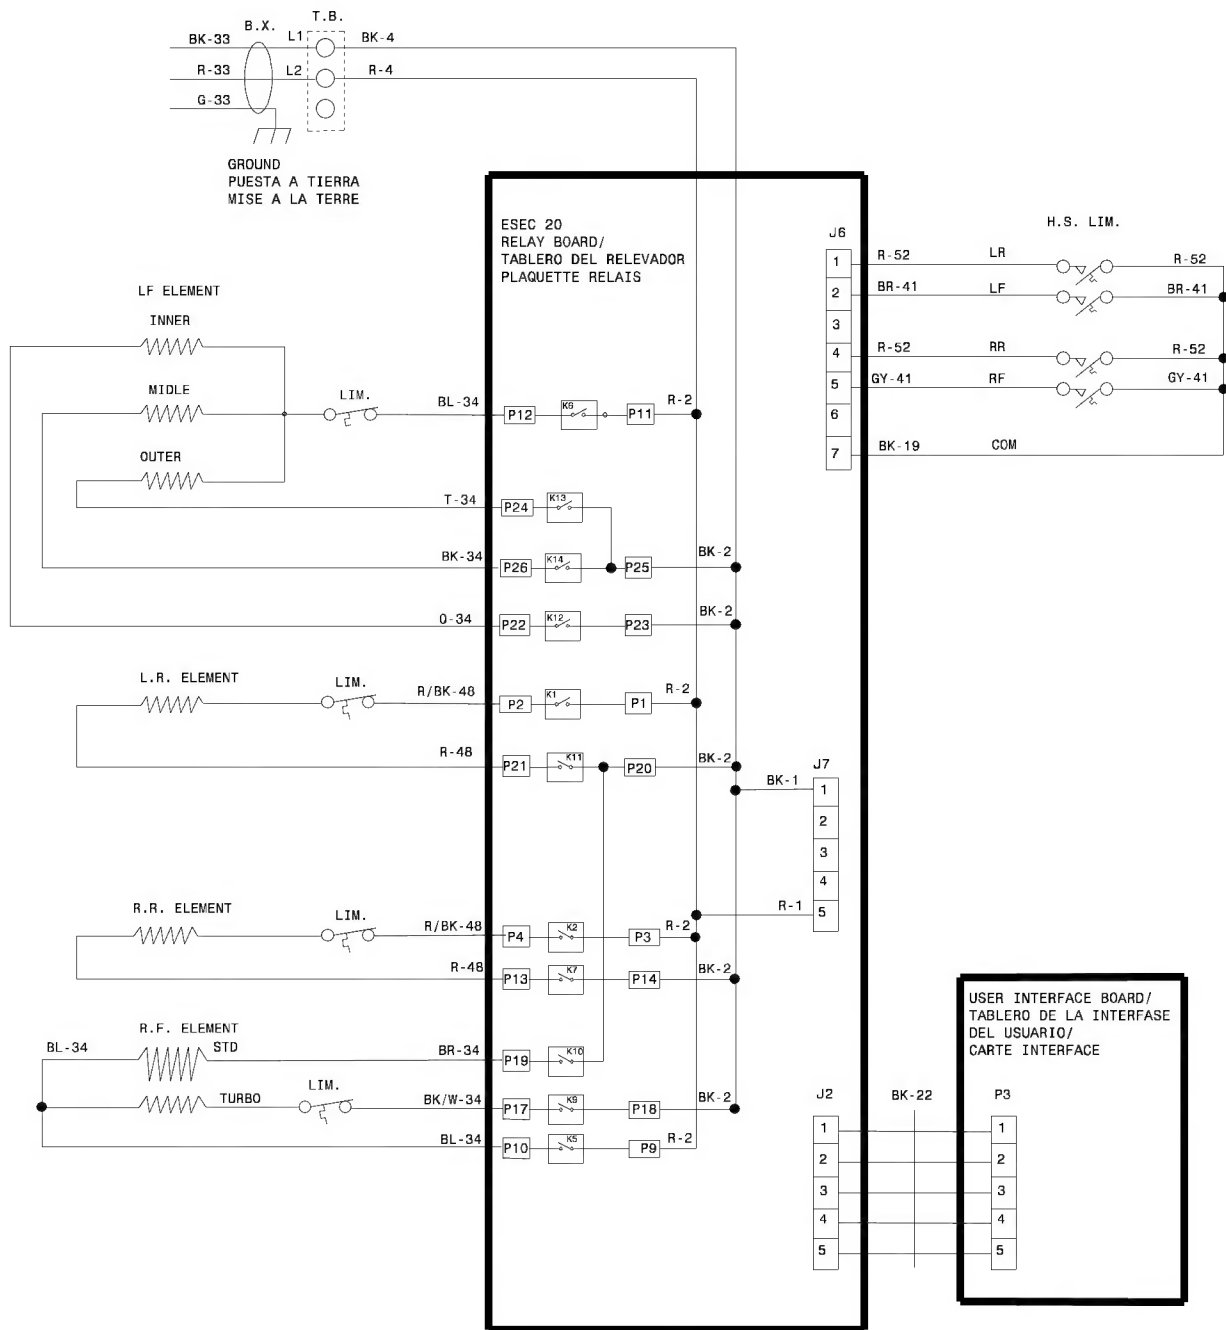 B.X.
T.B.
BK-33
L1
BK-4
R-33
L2
R-4
G-33
GROUND
PUESTA A TIERRA
MISE A LA TERRE
ESEC 20
RELAY BOARD/
TABLERO DEL RELEVADOR
PLAQUETTE RELAIS
J6
H.S. LIM.
1
R-52
LR
R-52
2
BR-41
LF
BR-41
3
4
R-52
RR
R-52
5
GY-41
RF
GY-41
6
7
BK-19
COM
LF ELEMENT
INNER
MIDLE
LIM.
BL-34
P12
K6
P11
R-2
OUTER
T-34
P24
K13
BK-34
P26
K14
P25
BK-2
O-34
P22
K12
P23
BK-2
L.R. ELEMENT
LIM.
R/BK-48
P2
K1
P1
R-2
R-48
P21
K11
P20
BK-2
J7
BK-1
1
2
3
4
R-1
5
R.R. ELEMENT
LIM.
R/BK-48
P4
K2
P3
R-2
R-48
P13
K7
P14
BK-2
R.F. ELEMENT
BL-34
STD
BR-34
P19
K10
TURBO
LIM.
BK/W-34
P17
K9
P18
BK-2
BL-34
P10
K5
P9
R-2
USER INTERFACE BOARD/
TABLERO DE LA INTERFASE
DEL USUARIO/
CARTE INTERFACE
J2
BK-22
P3
1
1
2
2
3
3
4
4
5
5